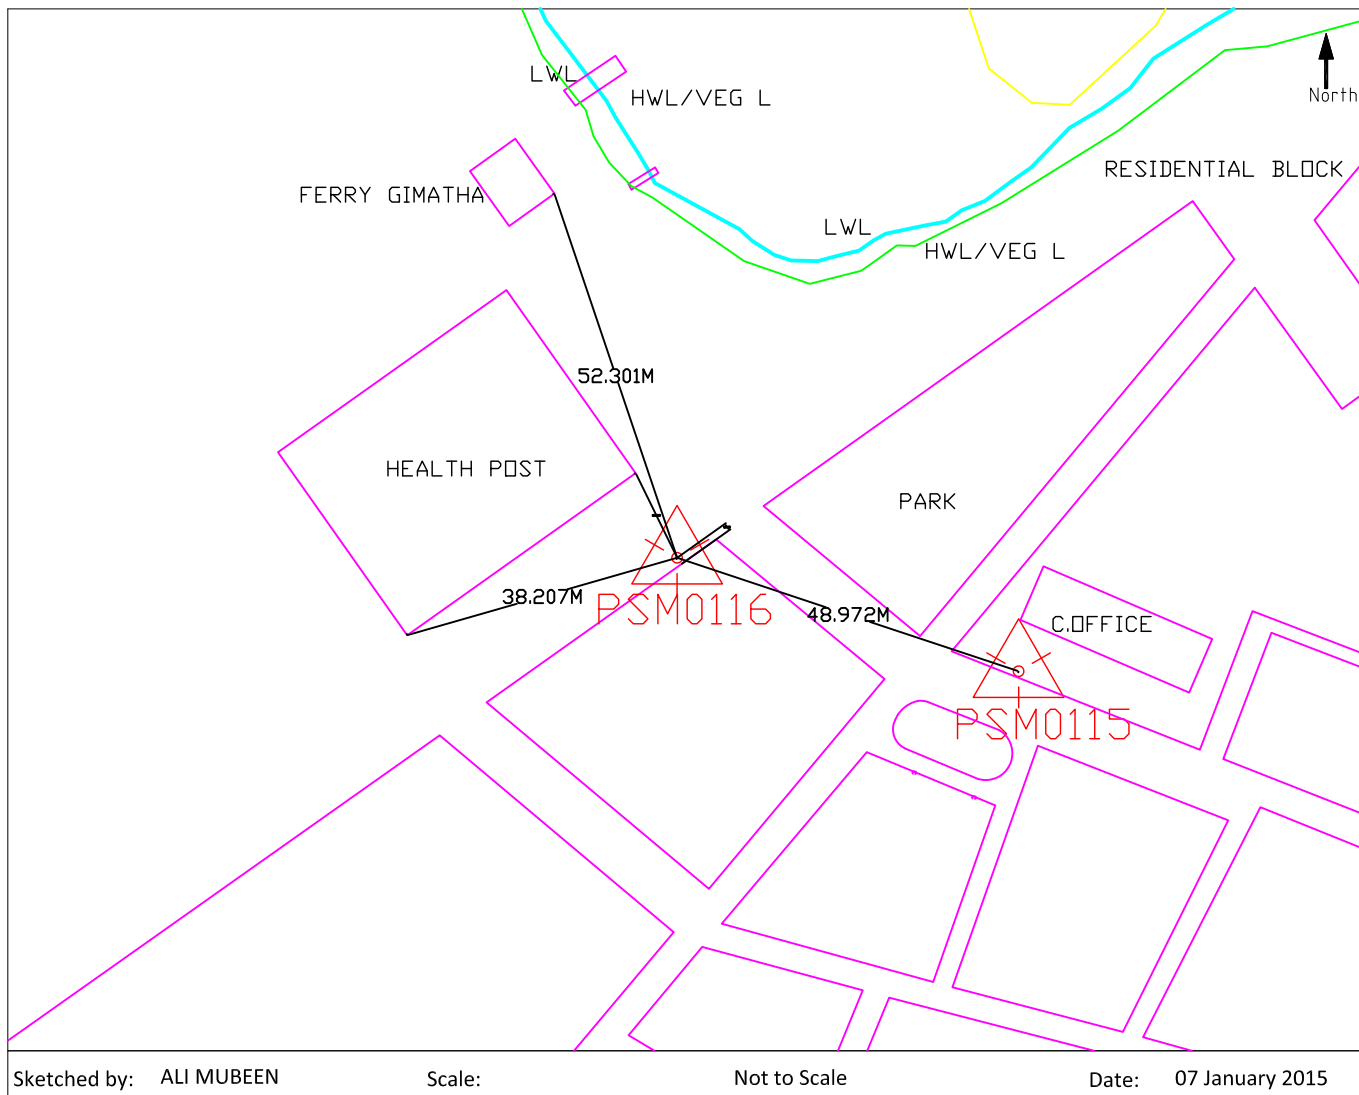 LWL
HWL/VEG L
North
RESIDENTIAL BLOCK
FERRY GIMATHA
LWL
HWL/VEG L
52.301M
HEALTH POST
PARK
38.207M
PSM0116
48.972M
C.OFFICE
PSM0115
Sketched by: ALI MUBEEN Scale: Not to Scale Date: 07 January 2015